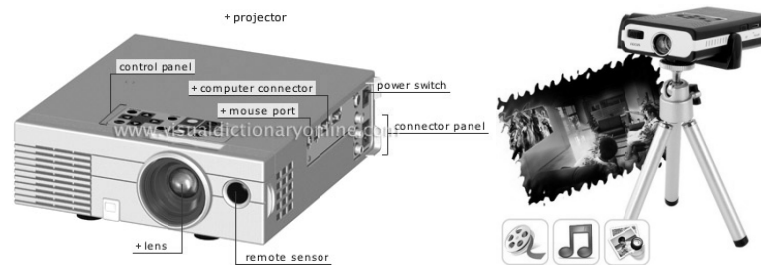 + projector
control panel
+ computer connector
power switch
+ mouse port
www.visualdictionaryonline.com
connector panel
+ lens
remote sensor